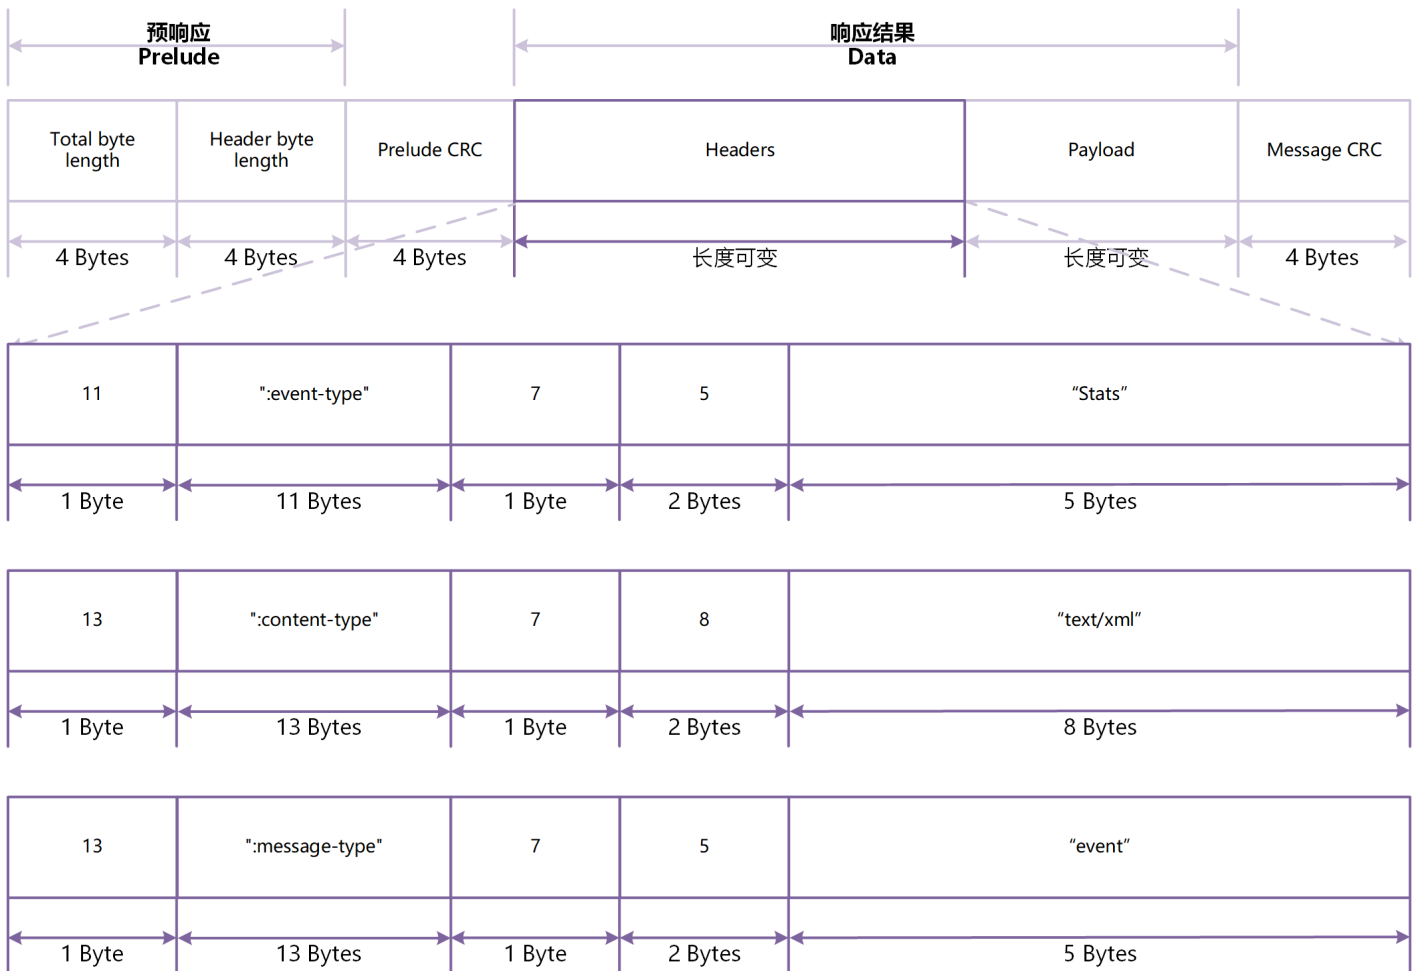 预响应
Prelude
响应结果
Data
Total byte
length
Header byte
length
Prelude CRC
Headers
Payload
Message CRC
4 Bytes
4 Bytes
4 Bytes
长度可变
长度可变
4 Bytes
11
":event-type"
7
5
“Stats”
1 Byte
11 Bytes
1 Byte
2 Bytes
5 Bytes
13
":content-type"
7
8
“text/xml”
1 Byte
13 Bytes
1 Byte
2 Bytes
8 Bytes
13
":message-type"
7
5
“event”
1 Byte
13 Bytes
1 Byte
2 Bytes
5 Bytes